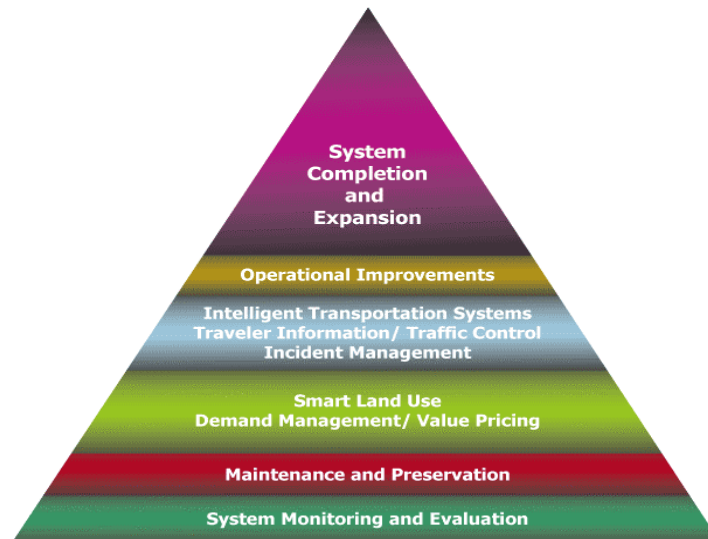 System
Completion
and
Expansion
Operational Improvements
Intelligent Transportation Systems
Traveler Information/ Traffic Control
Incident Management
Smart Land Use
Demand Management/ Value Pricing
Maintenance and Preservation
System Monitoring and Evaluation